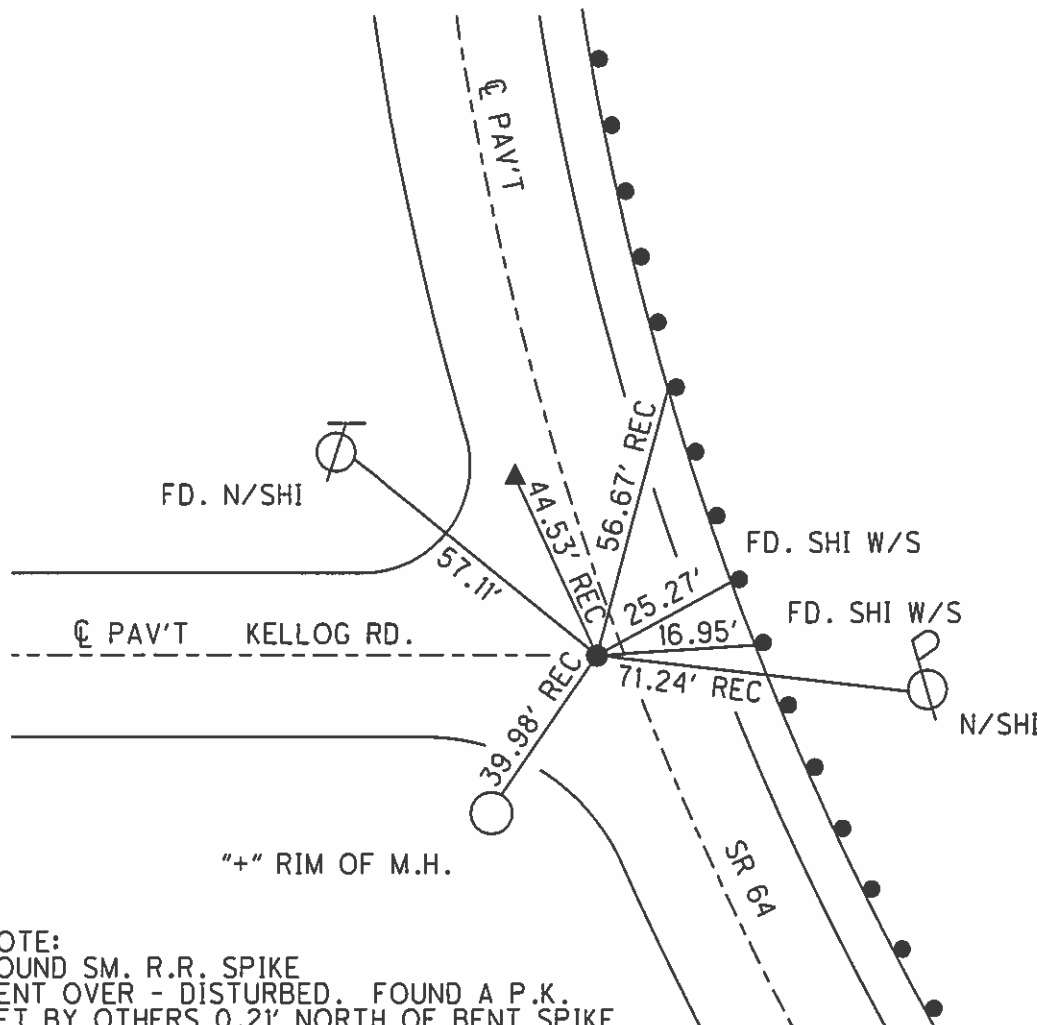 ℄ PAV'T
FD. N/SHI
57.11'
44.53' REC
56.67' REC
FD. SHI W/S
25.27'
FD. SHI W/S
16.95'
℄ PAV'T KELLOG RD.
71.24' REC
N/SHI
39.98' REC
"+" RIM OF M.H.
SR 64
OTE:
OUND SM. R.R. SPIKE
ENT OVER - DISTURBED. FOUND A P.K.
ET BY OTHERS 0.21' NORTH OF BENT SPIKE